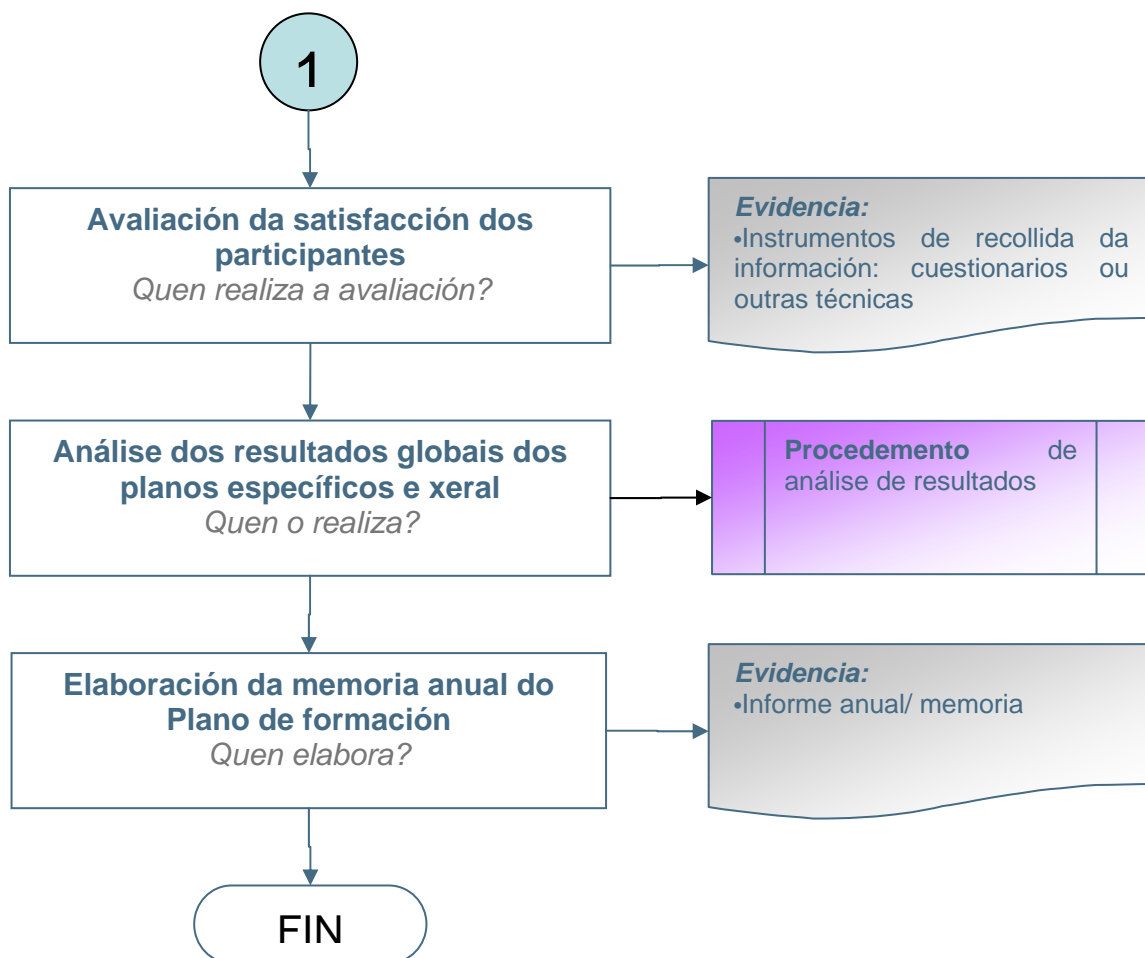 1
Avaliación da satisfacción dos
participantes
Quen realiza a avaliación?
Evidencia:
•Instrumentos de recollida da
información: cuestionarios ou
outras técnicas
Análise dos resultados globais dos
planos específicos e xeral
Quen o realiza?
Procedemento de
análise de resultados
Elaboración da memoria anual do
Plano de formación
Quen elabora?
Evidencia:
•Informe anual/ memoria
FIN